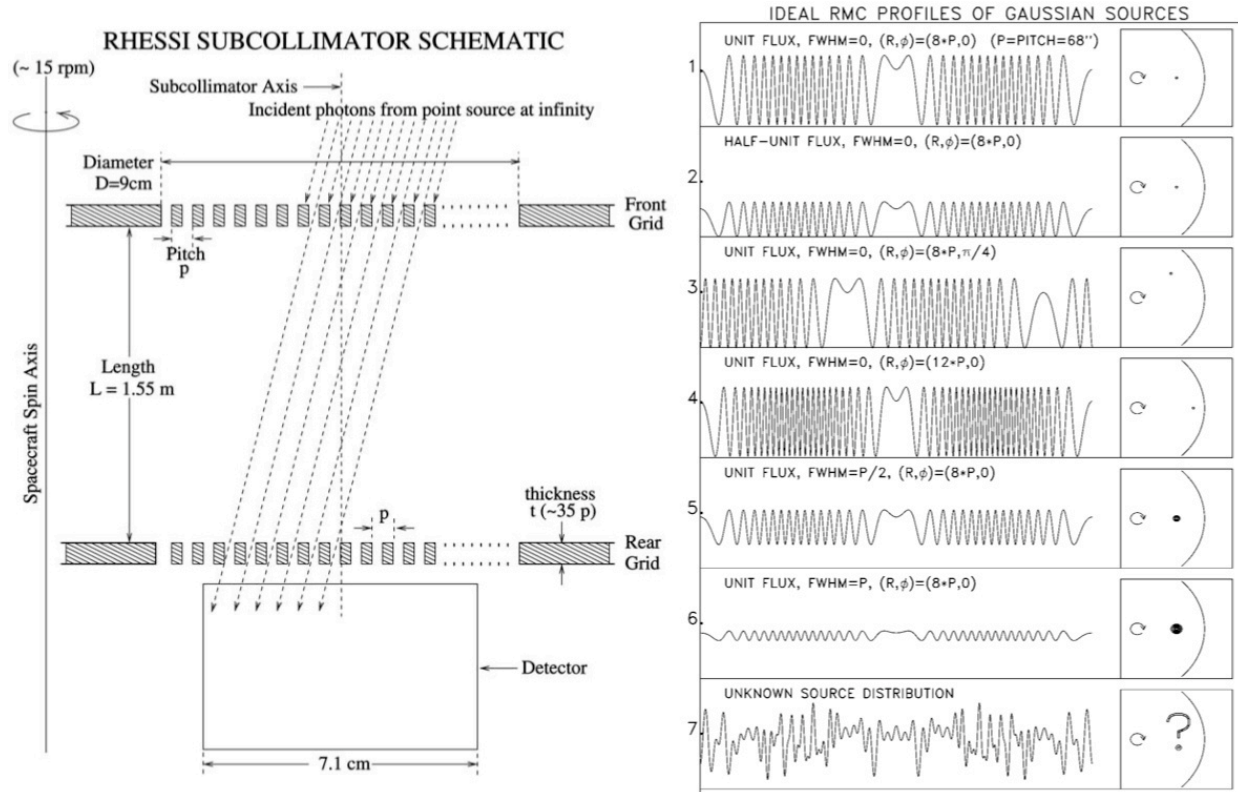 RHESSI SUBCOLLIMATOR SCHEMATIC
(~ 15 rpm)
Subcollimator Axis
Incident photons from point source at infinity
Diameter
D=9cm
Front
Grid
Pitch
p
Spacecraft Spin Axis
Length
L = 1.55 m
p
thickness
t (~35 p)
Rear
Grid
Detector
7.1 cm
IDEAL RMC PROFILES OF GAUSSIAN SOURCES
UNIT FLUX, FWHM=0, (R,ϕ)=(8*P,0) (P=PITCH=68'')
1
HALF-UNIT FLUX, FWHM=0, (R,ϕ)=(8*P,0)
2
UNIT FLUX, FWHM=0, (R,ϕ)=(8*P,π/4)
3
UNIT FLUX, FWHM=0, (R,ϕ)=(12*P,0)
4
UNIT FLUX, FWHM=P/2, (R,ϕ)=(8*P,0)
5
UNIT FLUX, FWHM=P, (R,ϕ)=(8*P,0)
6
UNKNOWN SOURCE DISTRIBUTION
7
?